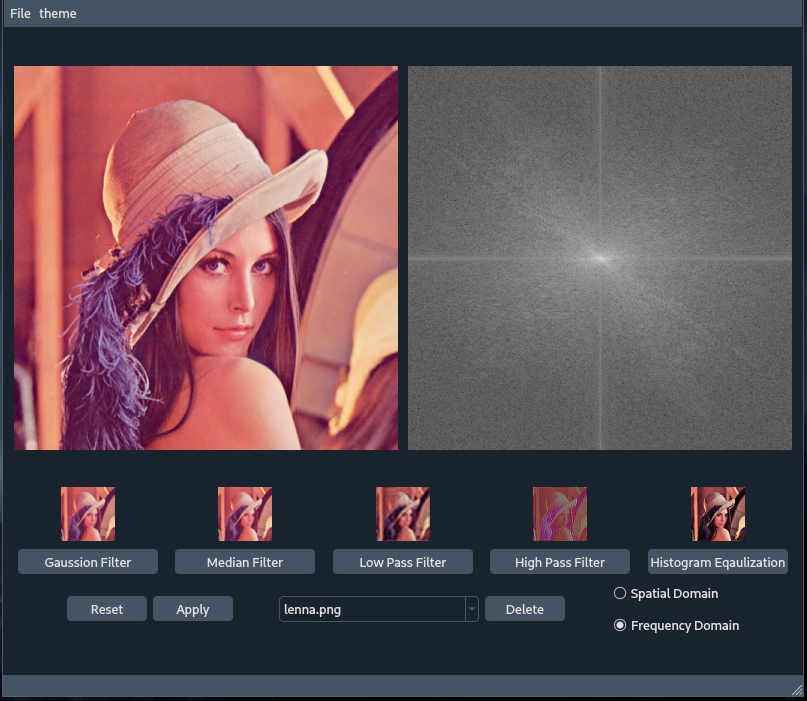 File theme
Gaussion Filter
Median Filter
Low Pass Filter
High Pass Filter
Histogram Eqaulization
Reset
Apply
lenna.png
Delete
Spatial Domain
Frequency Domain